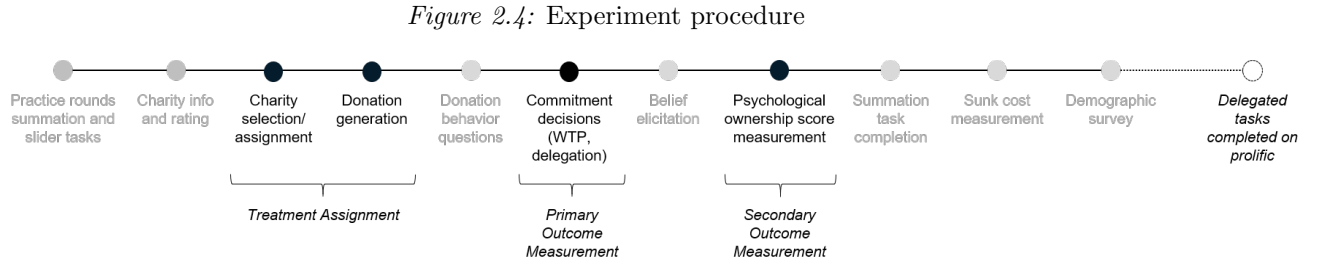 Figure 2.4: Experiment procedure
Practice rounds
summation and
slider tasks
Charity info
and rating
Charity
selection/
assignment
Donation
generation
Donation
behavior
questions
Commitment
decisions
(WTP,
delegation)
Belief
elicitation
Psychological
ownership score
measurement
Summation
task
completion
Sunk cost
measurement
Demographic
survey
Delegated
tasks
completed on
prolific
Treatment Assignment
Primary
Outcome
Measurement
Secondary
Outcome
Measurement